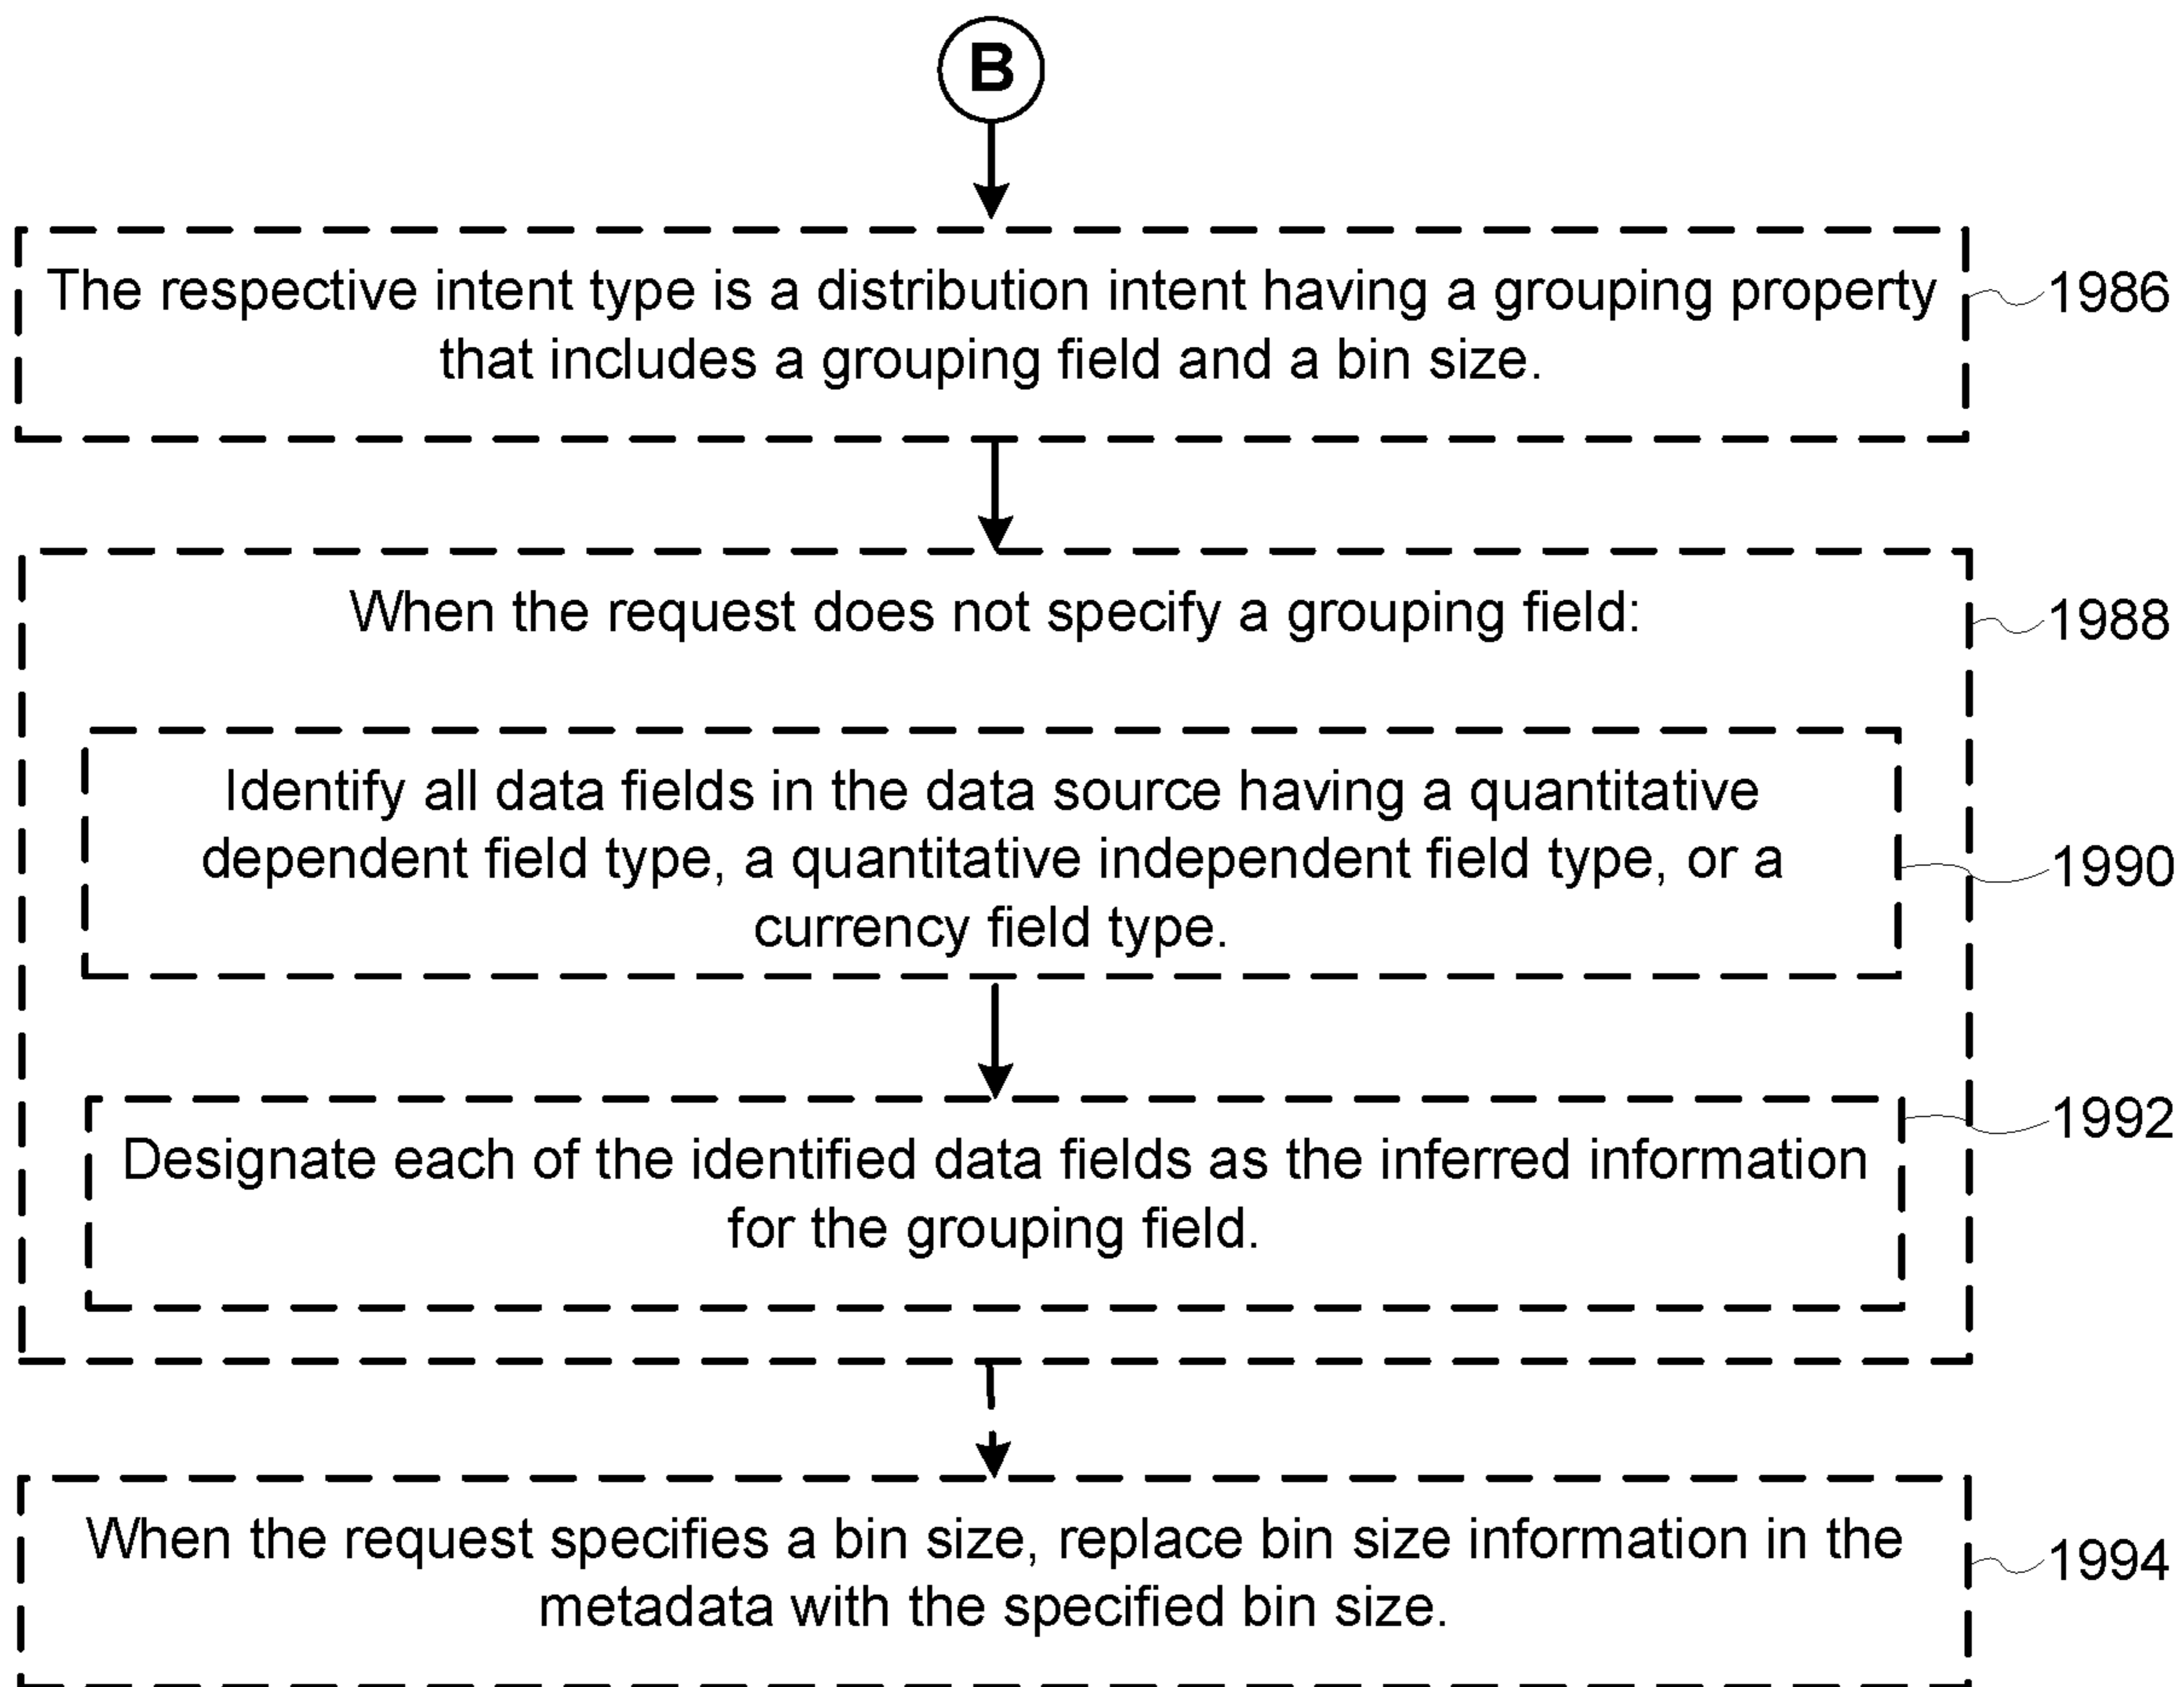 B
The respective intent type is a distribution intent having a grouping property
that includes a grouping field and a bin size.
1986
When the request does not specify a grouping field:
1988
Identify all data fields in the data source having a quantitative
dependent field type, a quantitative independent field type, or a
currency field type.
1990
Designate each of the identified data fields as the inferred information
for the grouping field.
1992
When the request specifies a bin size, replace bin size information in the
metadata with the specified bin size.
1994